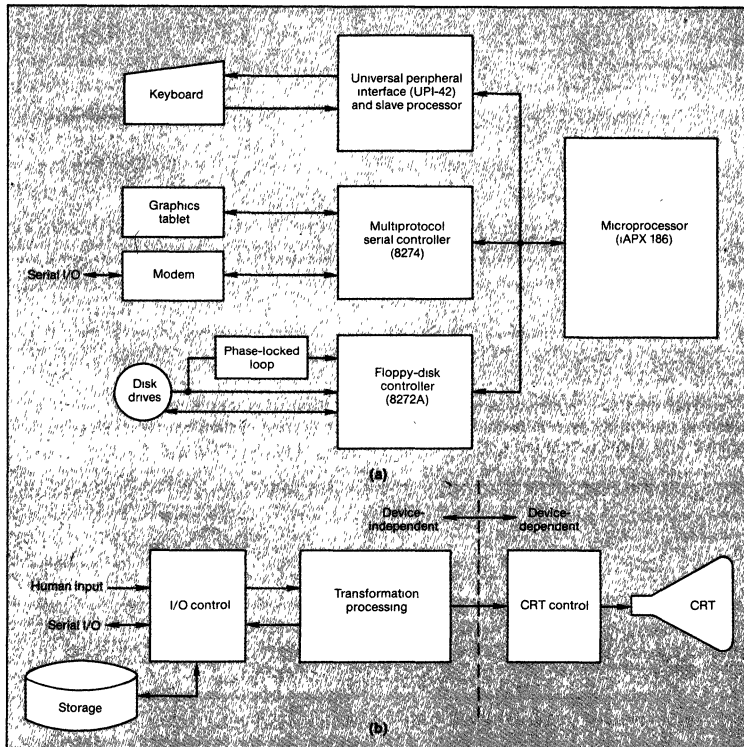 Keyboard
Universal peripheral
interface (UPI-42)
and slave processor
Graphics
tablet
Multiprotocol
serial controller
(8274)
Microprocessor
(iAPX 186)
Serial I/O
Modem
Phase-locked
loop
Disk
drives
Floppy-disk
controller
(8272A)
(a)
Device-
independent
Device-
dependent
Human input
Serial I/O
I/O control
Transformation
processing
CRT control
CRT
Storage
(b)